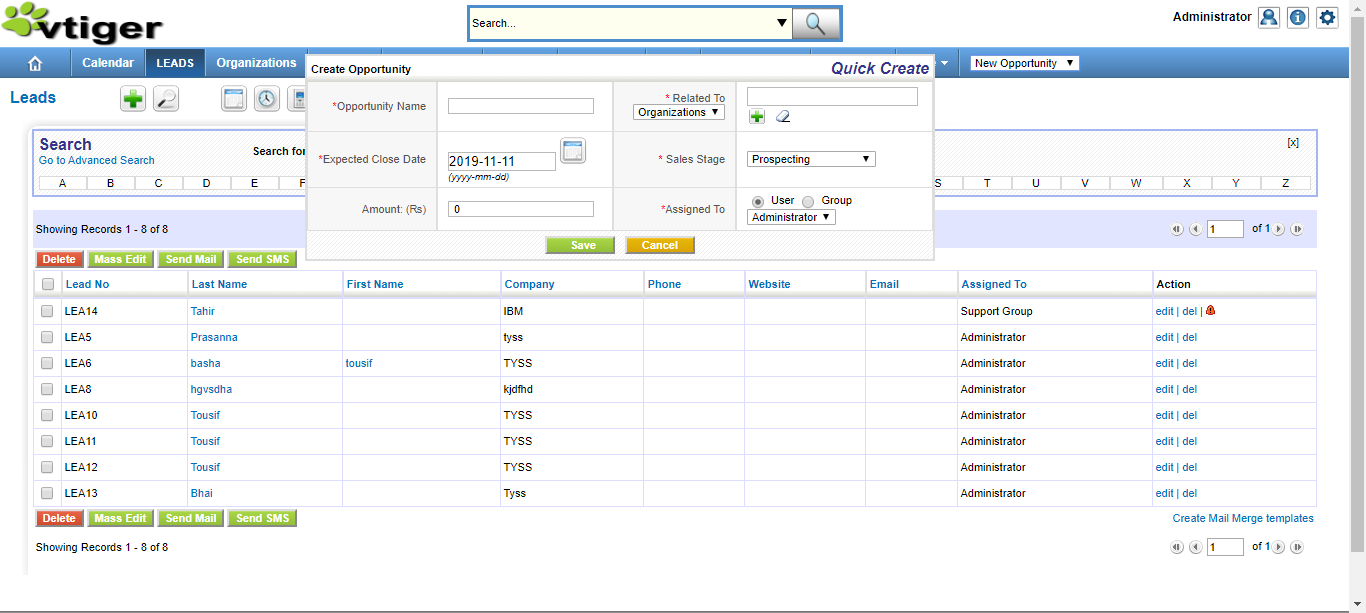 vtiger
Search...
Administrator
Calendar LEADS Organizations New Opportunity
Leads
Create Opportunity Quick Create
*Opportunity Name
* Related To
Organizations
*Expected Close Date 2019-11-11
(yyyy-mm-dd)
* Sales Stage Prospecting
Amount: (Rs) 0
*Assigned To User Group
Administrator
Save Cancel
Search
Go to Advanced Search
Search for
[x]
A B C D E F S T U V W X Y Z
Showing Records 1 - 8 of 8 1 of 1
Delete Mass Edit Send Mail Send SMS
Lead No Last Name First Name Company Phone Website Email Assigned To Action
LEA14 Tahir IBM Support Group edit | del |
LEA5 Prasanna tyss Administrator edit | del
LEA6 basha tousif TYSS Administrator edit | del
LEA8 hgvsdha kjdfhd Administrator edit | del
LEA10 Tousif TYSS Administrator edit | del
LEA11 Tousif TYSS Administrator edit | del
LEA12 Tousif TYSS Administrator edit | del
LEA13 Bhai Tyss Administrator edit | del
Delete Mass Edit Send Mail Send SMS Create Mail Merge templates
Showing Records 1 - 8 of 8 1 of 1